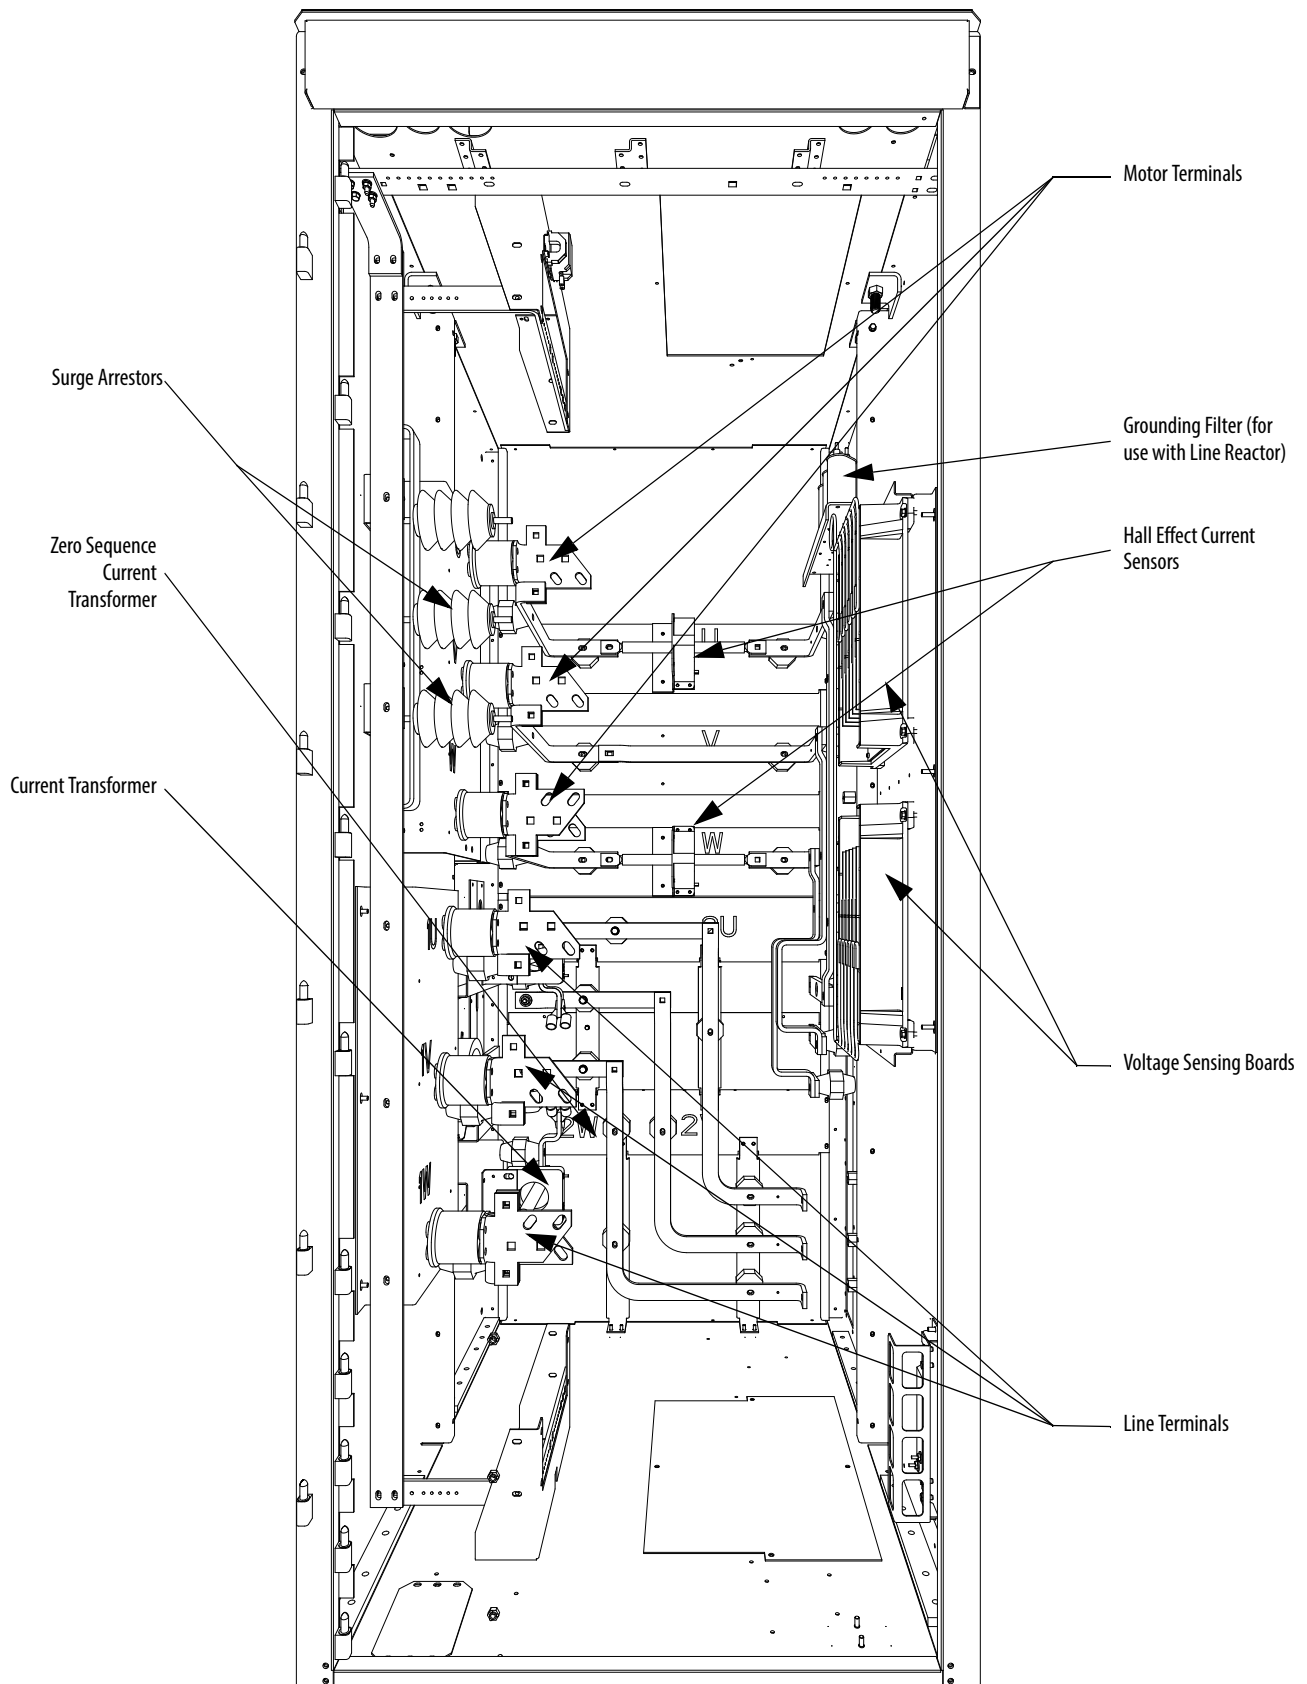 Motor Terminals
Surge Arrestors
Grounding Filter (for
use with Line Reactor)
Zero Sequence
Current
Transformer
Hall Effect Current
Sensors
U
V
Current Transformer
W
2U
Voltage Sensing Boards
2W
Line Terminals